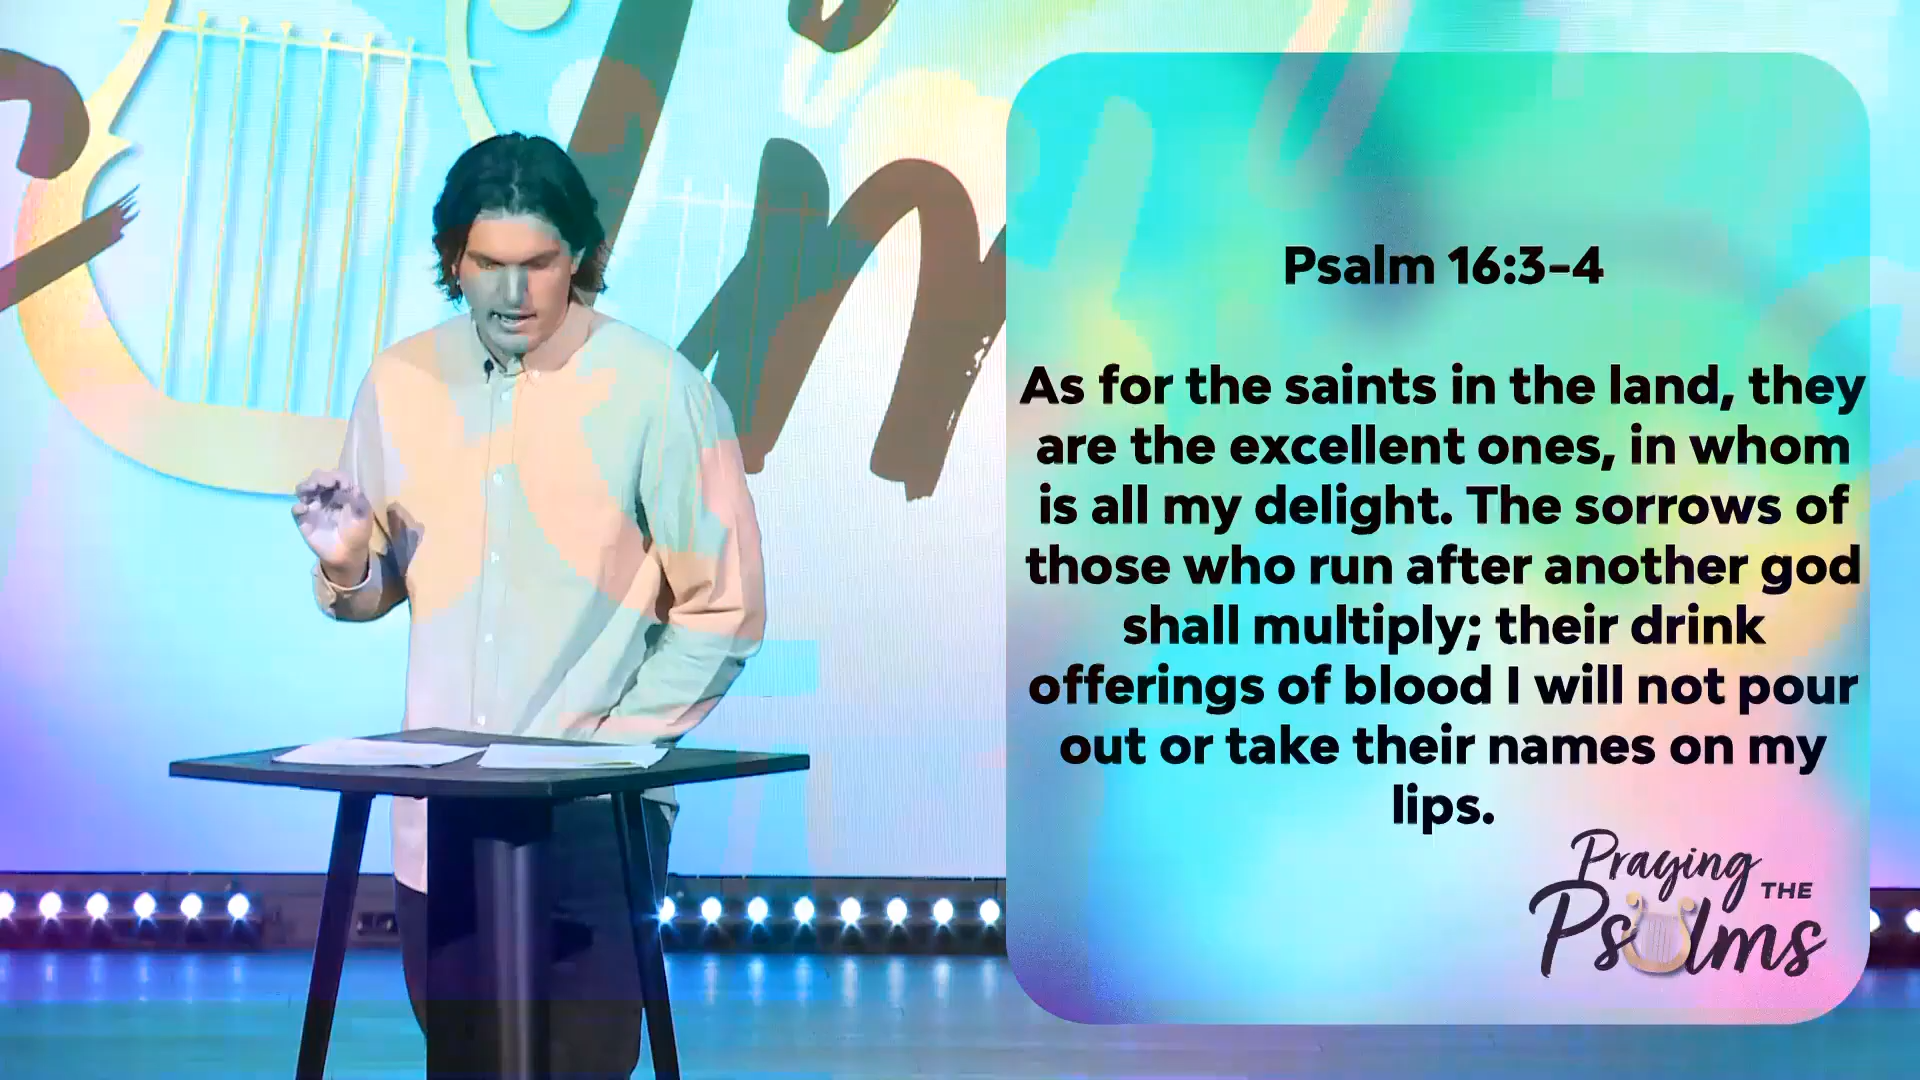 Psalm 16:3-4
As for the saints in the land, they
are the excellent ones, in whom
is all my delight. The sorrows of
those who run after another god
shall multiply; their drink
offerings of blood I will not pour
out or take their names on my
lips.
Praying
THE
Psalms
lm